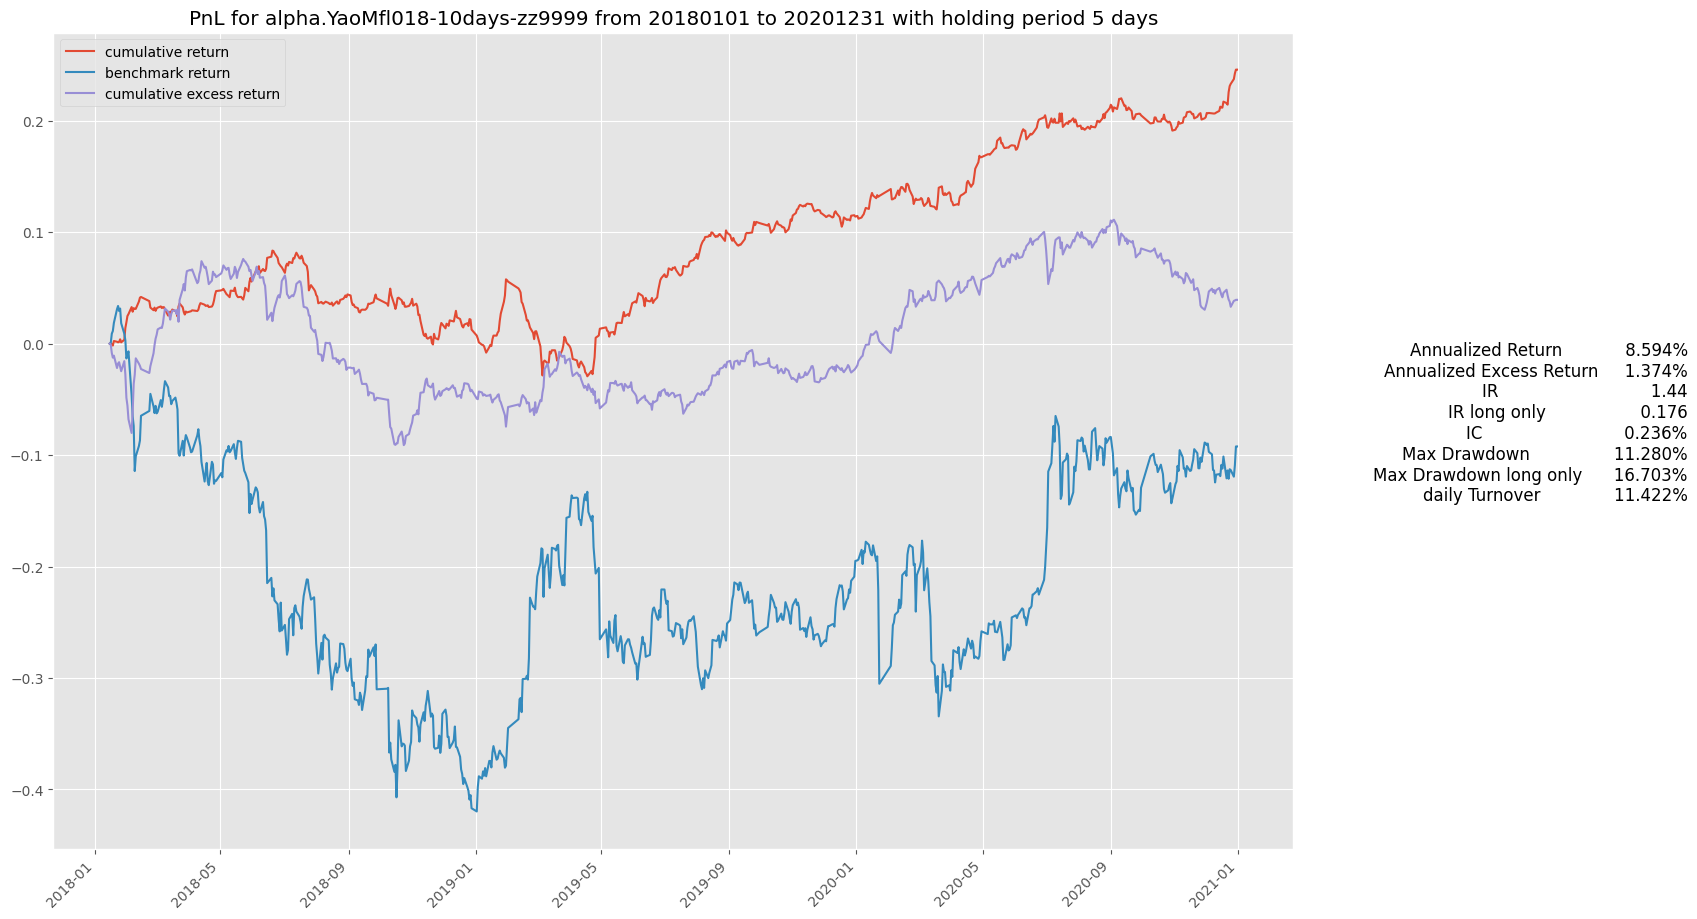 PnL for alpha.YaoMfl018-10days-zz9999 from 20180101 to 20201231 with holding period 5 days
cumulative return
benchmark return
cumulative excess return
0.2
0.1
0.0
−0.1
−0.2
−0.3
−0.4
2018-01
2018-05
2018-09
2019-01
2019-05
2019-09
2020-01
2020-05
2020-09
2021-01
Annualized Return 8.594%
Annualized Excess Return 1.374%
IR 1.44
IR long only 0.176
IC 0.236%
Max Drawdown 11.280%
Max Drawdown long only 16.703%
daily Turnover 11.422%